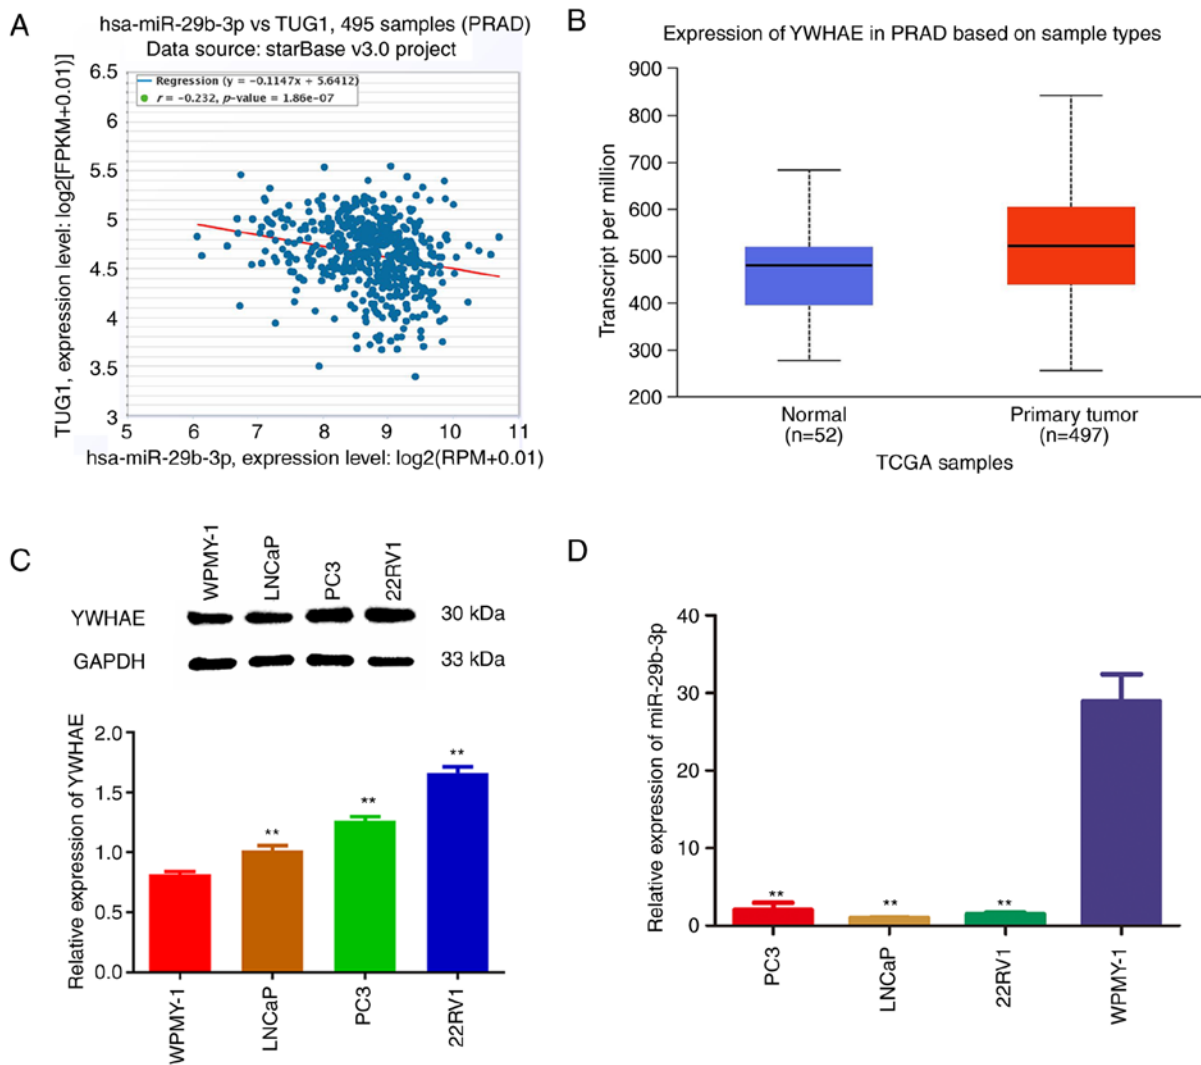 A
hsa-miR-29b-3p vs TUG1, 495 samples (PRAD)
Data source: starBase v3.0 project
TUG1, expression level: log2[FPKM+0.01)]
6.5
6
5.5
5
4.5
4
3.5
3
Regression (y = −0.1147x + 5.6412)
r = −0.232, p-value = 1.86e-07
5 6 7 8 9 10 11
hsa-miR-29b-3p, expression level: log2(RPM+0.01)
B
Expression of YWHAE in PRAD based on sample types
Transcript per million
900
800
700
600
500
400
300
200
Normal
(n=52)
Primary tumor
(n=497)
TCGA samples
C
WPMY-1 LNCaP PC3 22RV1
YWHAE 30 kDa
GAPDH 33 kDa
Relative expression of YWHAE
2.0
1.5
1.0
0.5
0.0
** ** **
WPMY-1 LNCaP PC3 22RV1
D
Relative expression of miR-29b-3p
40
30
20
10
0
** ** **
PC3 LNCaP 22RV1 WPMY-1